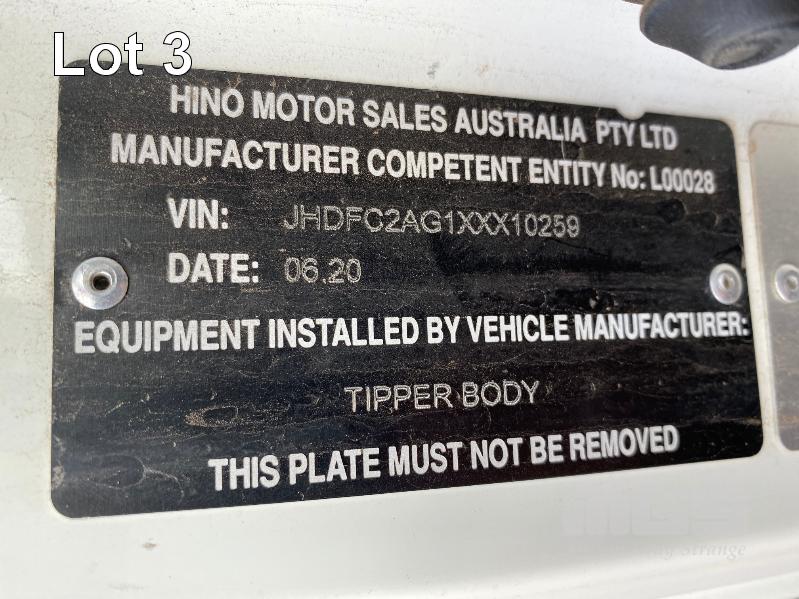 Lot 3
HINO MOTOR SALES AUSTRALIA PTY LTD
MANUFACTURER COMPETENT ENTITY No: L00028
VIN: JHDFC2AG1XXX10259
DATE: 06.20
EQUIPMENT INSTALLED BY VEHICLE MANUFACTURER:
TIPPER BODY
THIS PLATE MUST NOT BE REMOVED
Strange